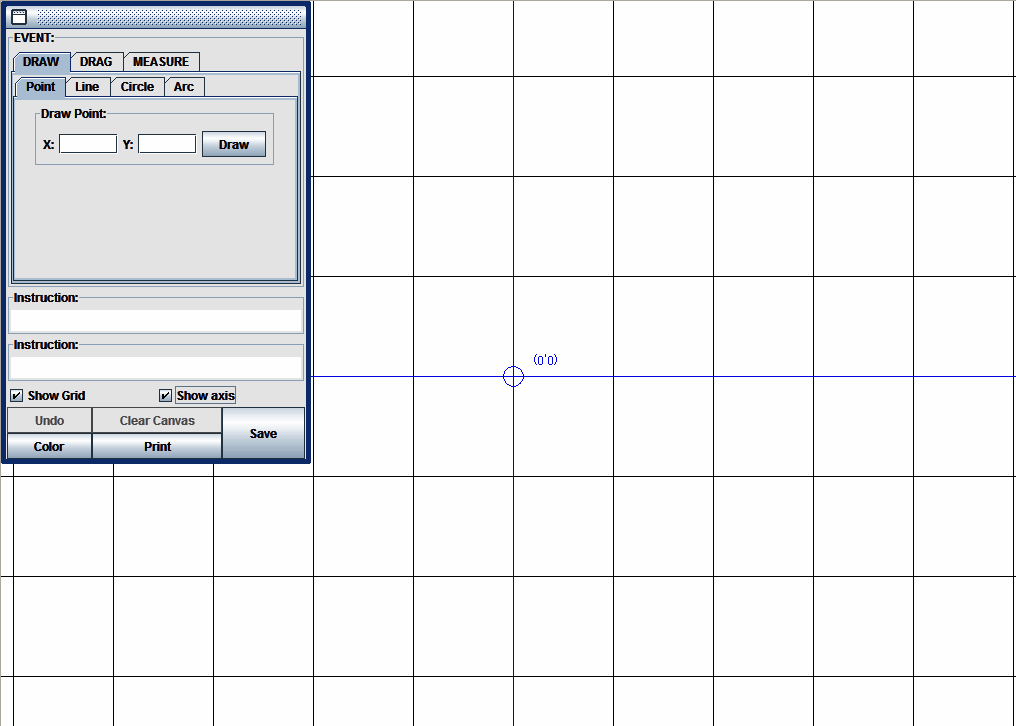 EVENT:
DRAW DRAG MEASURE
Point Line Circle Arc
Draw Point:
X: Y: Draw
Instruction:
Instruction:
Show Grid Show axis
Undo Clear Canvas Save
Color Print
(0'0)